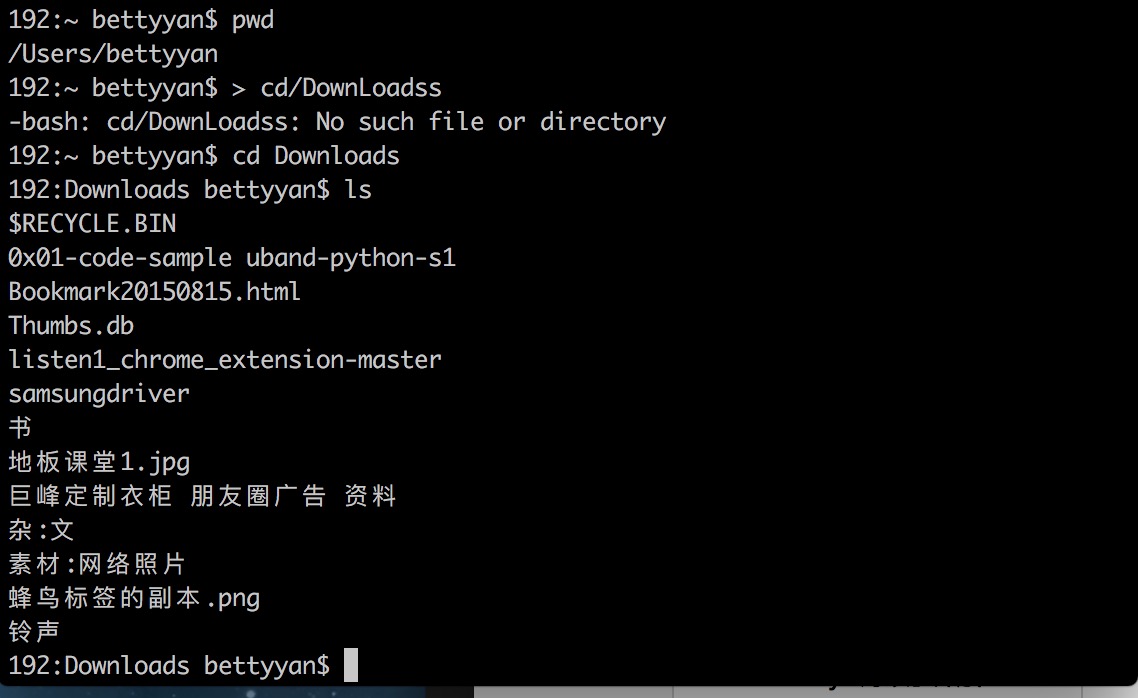 192:~ bettyyan$ pwd
/Users/bettyyan
192:~ bettyyan$ > cd/DownLoadss
-bash: cd/DownLoadss: No such file or directory
192:~ bettyyan$ cd Downloads
192:Downloads bettyyan$ ls
$RECYCLE.BIN
0x01-code-sample uband-python-s1
Bookmark20150815.html
Thumbs.db
listen1_chrome_extension-master
samsungdriver
书
地板课堂1.jpg
巨峰定制衣柜 朋友圈广告 资料
杂:文
素材:网络照片
蜂鸟标签的副本.png
铃声
192:Downloads bettyyan$